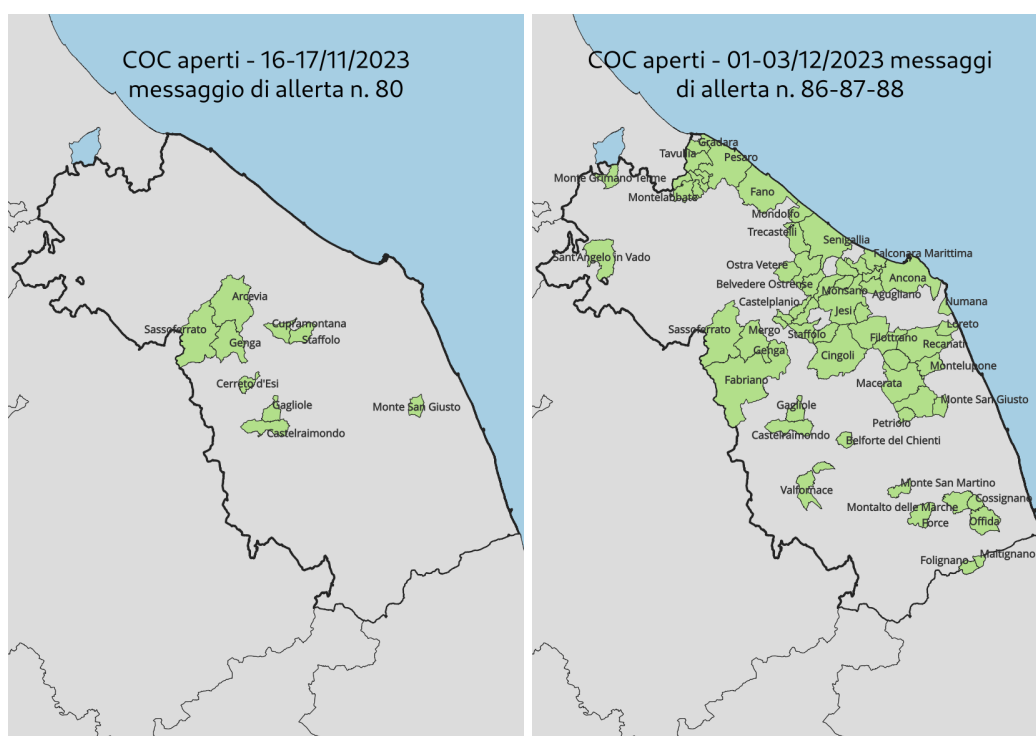 COC aperti - 16-17/11/2023
messaggio di allerta n. 80
Arcevia
Sassoferrato
Cupramontana
Staffolo
Genga
Cerreto d'Esi
Gagliole
Monte San Giusto
Castelraimondo
COC aperti - 01-03/12/2023 messaggi
di allerta n. 86-87-88
Gradara
Tavullia
Pesaro
Monte Grimano Terme
Montelabbate
Fano
Mondolfo
Trecastelli
Senigallia
Sant'Angelo in Vado
Falconara Marittima
Ostra Vetere
Ancona
Belvedere Ostrense
Monsano
Agugliano
Castelplanio
Numana
Jesi
Loreto
Sassoferrato
Mergo
Staffolo
Filottrano
Recanati
Genga
Cingoli
Montelupone
Fabriano
Macerata
Monte San Giusto
Gagliole
Petriolo
Castelraimondo
Belforte del Chienti
Valfornace
Monte San Martino
Cossignano
Montalto delle Marche
Force
Offida
Maltignano
Folignano